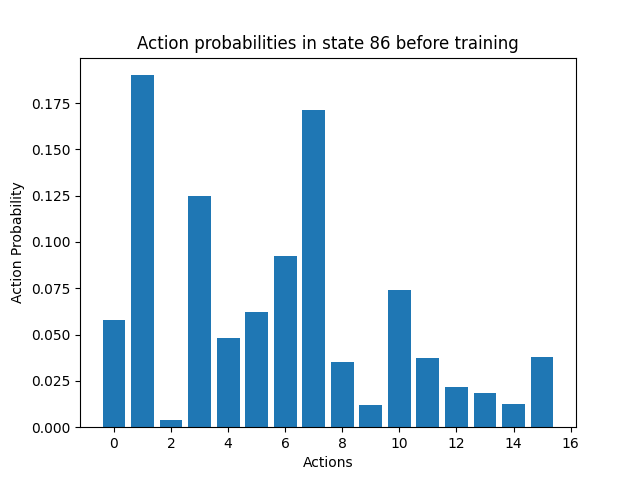 Action probabilities in state 86 before training
0.175
0.150
0.125
0.100
0.075
0.050
0.025
0.000
Action Probability
0 2 4 6 8 10 12 14 16
Actions